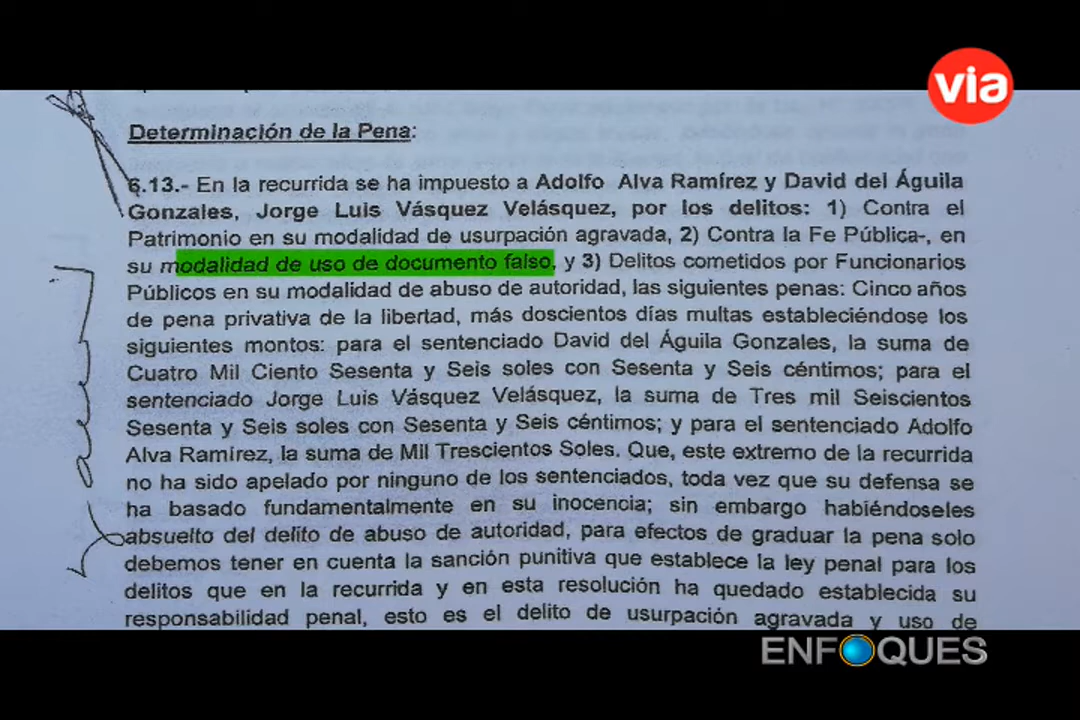 via
Determinación de la Pena:
6.13.- En la recurrida se ha impuesto a Adolfo Alva Ramírez y David del Águila
Gonzales, Jorge Luis Vásquez Velásquez, por los delitos: 1) Contra el
Patrimonio en su modalidad de usurpación agravada, 2) Contra la Fe Pública-, en
su modalidad de uso de documento falso, y 3) Delitos cometidos por Funcionarios
Públicos en su modalidad de abuso de autoridad, las siguientes penas: Cinco años
de pena privativa de la libertad, más doscientos días multas estableciéndose los
siguientes montos: para el sentenciado David del Águila Gonzales, la suma de
Cuatro Mil Ciento Sesenta y Seis soles con Sesenta y Seis céntimos; para el
sentenciado Jorge Luis Vásquez Velásquez, la suma de Tres mil Seiscientos
Sesenta y Seis soles con Sesenta y Seis céntimos; y para el sentenciado Adolfo
Alva Ramírez, la suma de Mil Trescientos Soles. Que, este extremo de la recurrida
no ha sido apelado por ninguno de los sentenciados, toda vez que su defensa se
ha basado fundamentalmente en su inocencia; sin embargo habiéndoseles
absuelto del delito de abuso de autoridad, para efectos de graduar la pena solo
debemos tener en cuenta la sanción punitiva que establece la ley penal para los
delitos que en la recurrida y en esta resolución ha quedado establecida su
responsabilidad penal, esto es el delito de usurpación agravada y uso de
ENFOQUES